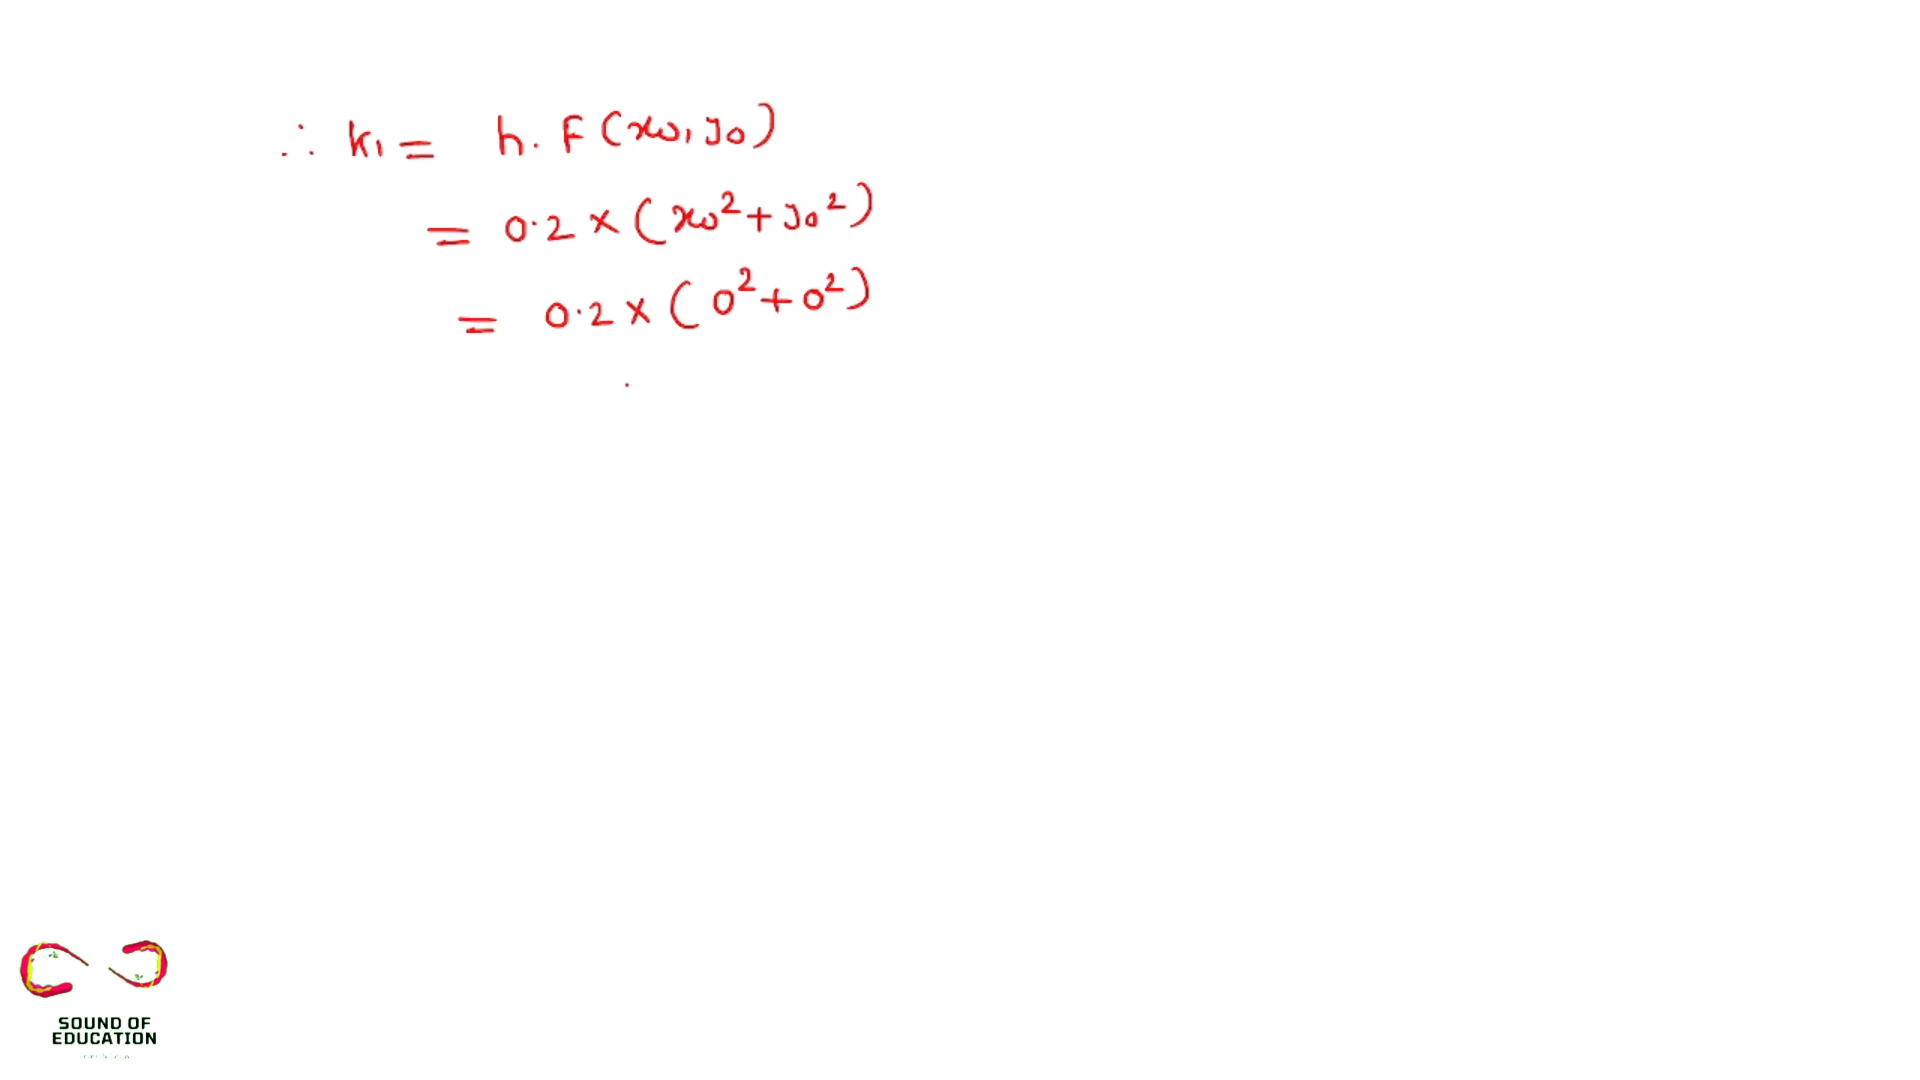 ∴ k₁ = h. F(x₀, y₀)
= 0.2 × (x₀² + y₀²)
= 0.2 × (0² + 0²)
SOUND OF
EDUCATION